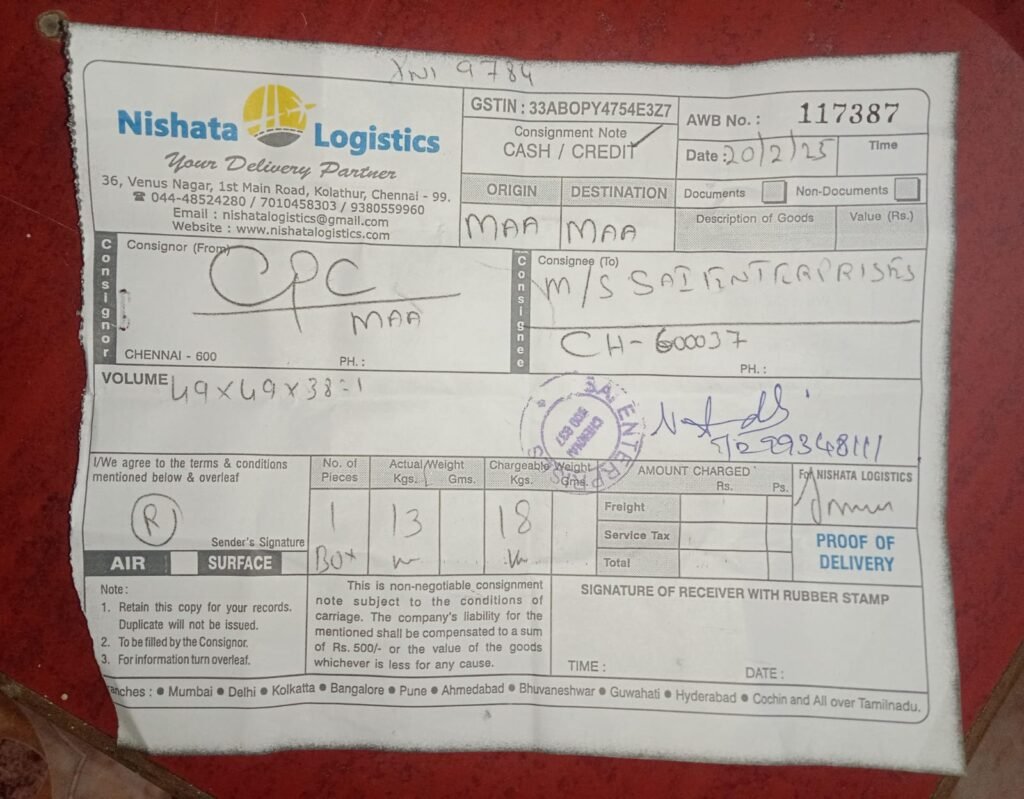 XNI 9784
Nishata Logistics
Your Delivery Partner
36, Venus Nagar, 1st Main Road, Kolathur, Chennai - 99.
☎ 044-48524280 / 7010458303 / 9380559960
Email : nishatalogistics@gmail.com
Website : www.nishatalogistics.com
GSTIN : 33ABOPY4754E3Z7
Consignment Note
CASH / CREDIT
AWB No. : 117387
Date : 20/2/25
Time
ORIGIN DESTINATION
MAA MAA
Documents Non-Documents
Description of Goods Value (Rs.)
Consignor
Consignor (From)
CPC
MAA
CHENNAI - 600 PH. :
Consignee
Consignee (To)
M/S SAI ENTERPRISES
CH-600037
PH. :
VOLUME 49x49x38=1
SAI ENTERPRISES
CHENNAI
600 037
I/We agree to the terms & conditions
mentioned below & overleaf
R
Sender's Signature
AIR SURFACE
No. of Pieces
1
Box
Actual Weight
Kgs. Gms.
13
Chargeable Weight
Kgs. Gms.
18
AMOUNT CHARGED
Rs. Ps.
Freight
Service Tax
Total
For NISHATA LOGISTICS
PROOF OF
DELIVERY
Note :
1. Retain this copy for your records.
Duplicate will not be issued.
2. To be filled by the Consignor.
3. For information turn overleaf.
This is non-negotiable consignment
note subject to the conditions of
carriage. The company's liability for the
mentioned shall be compensated to a sum
of Rs. 500/- or the value of the goods
whichever is less for any cause.
SIGNATURE OF RECEIVER WITH RUBBER STAMP
TIME : DATE :
anches : ● Mumbai ● Delhi ● Kolkatta ● Bangalore ● Pune ● Ahmedabad ● Bhuvaneshwar ● Guwahati ● Hyderabad ● Cochin and All over Tamilnadu.